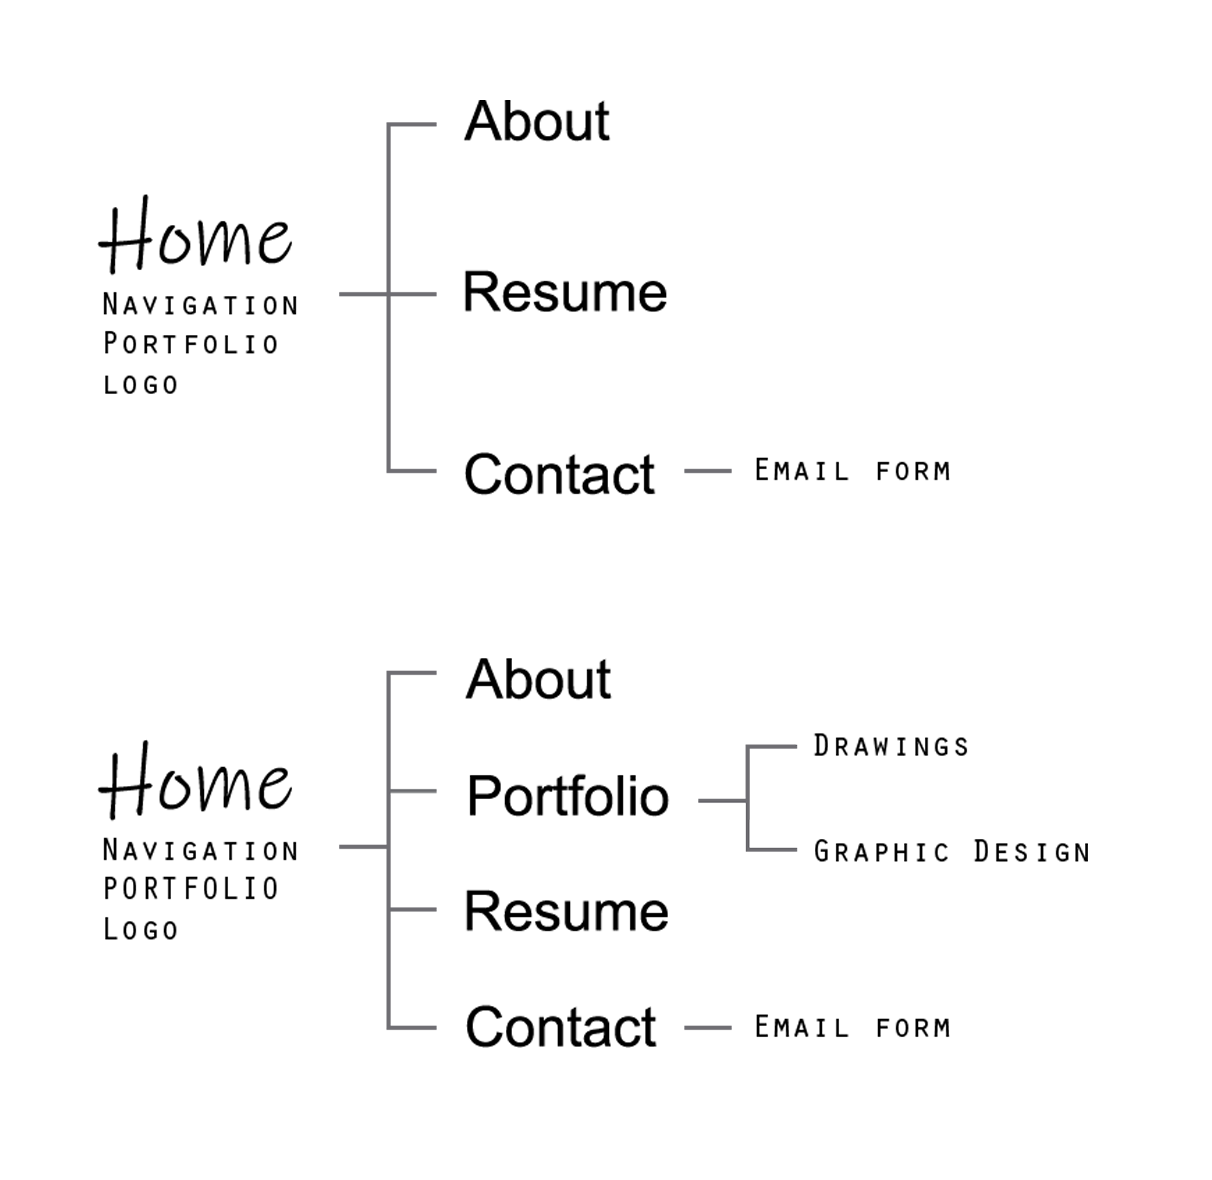 About
Home
Navigation
Portfolio
logo
Resume
Contact
Email form
About
Home
Navigation
PORTFOLIO
Logo
Portfolio
Drawings
Graphic Design
Resume
Contact
Email form